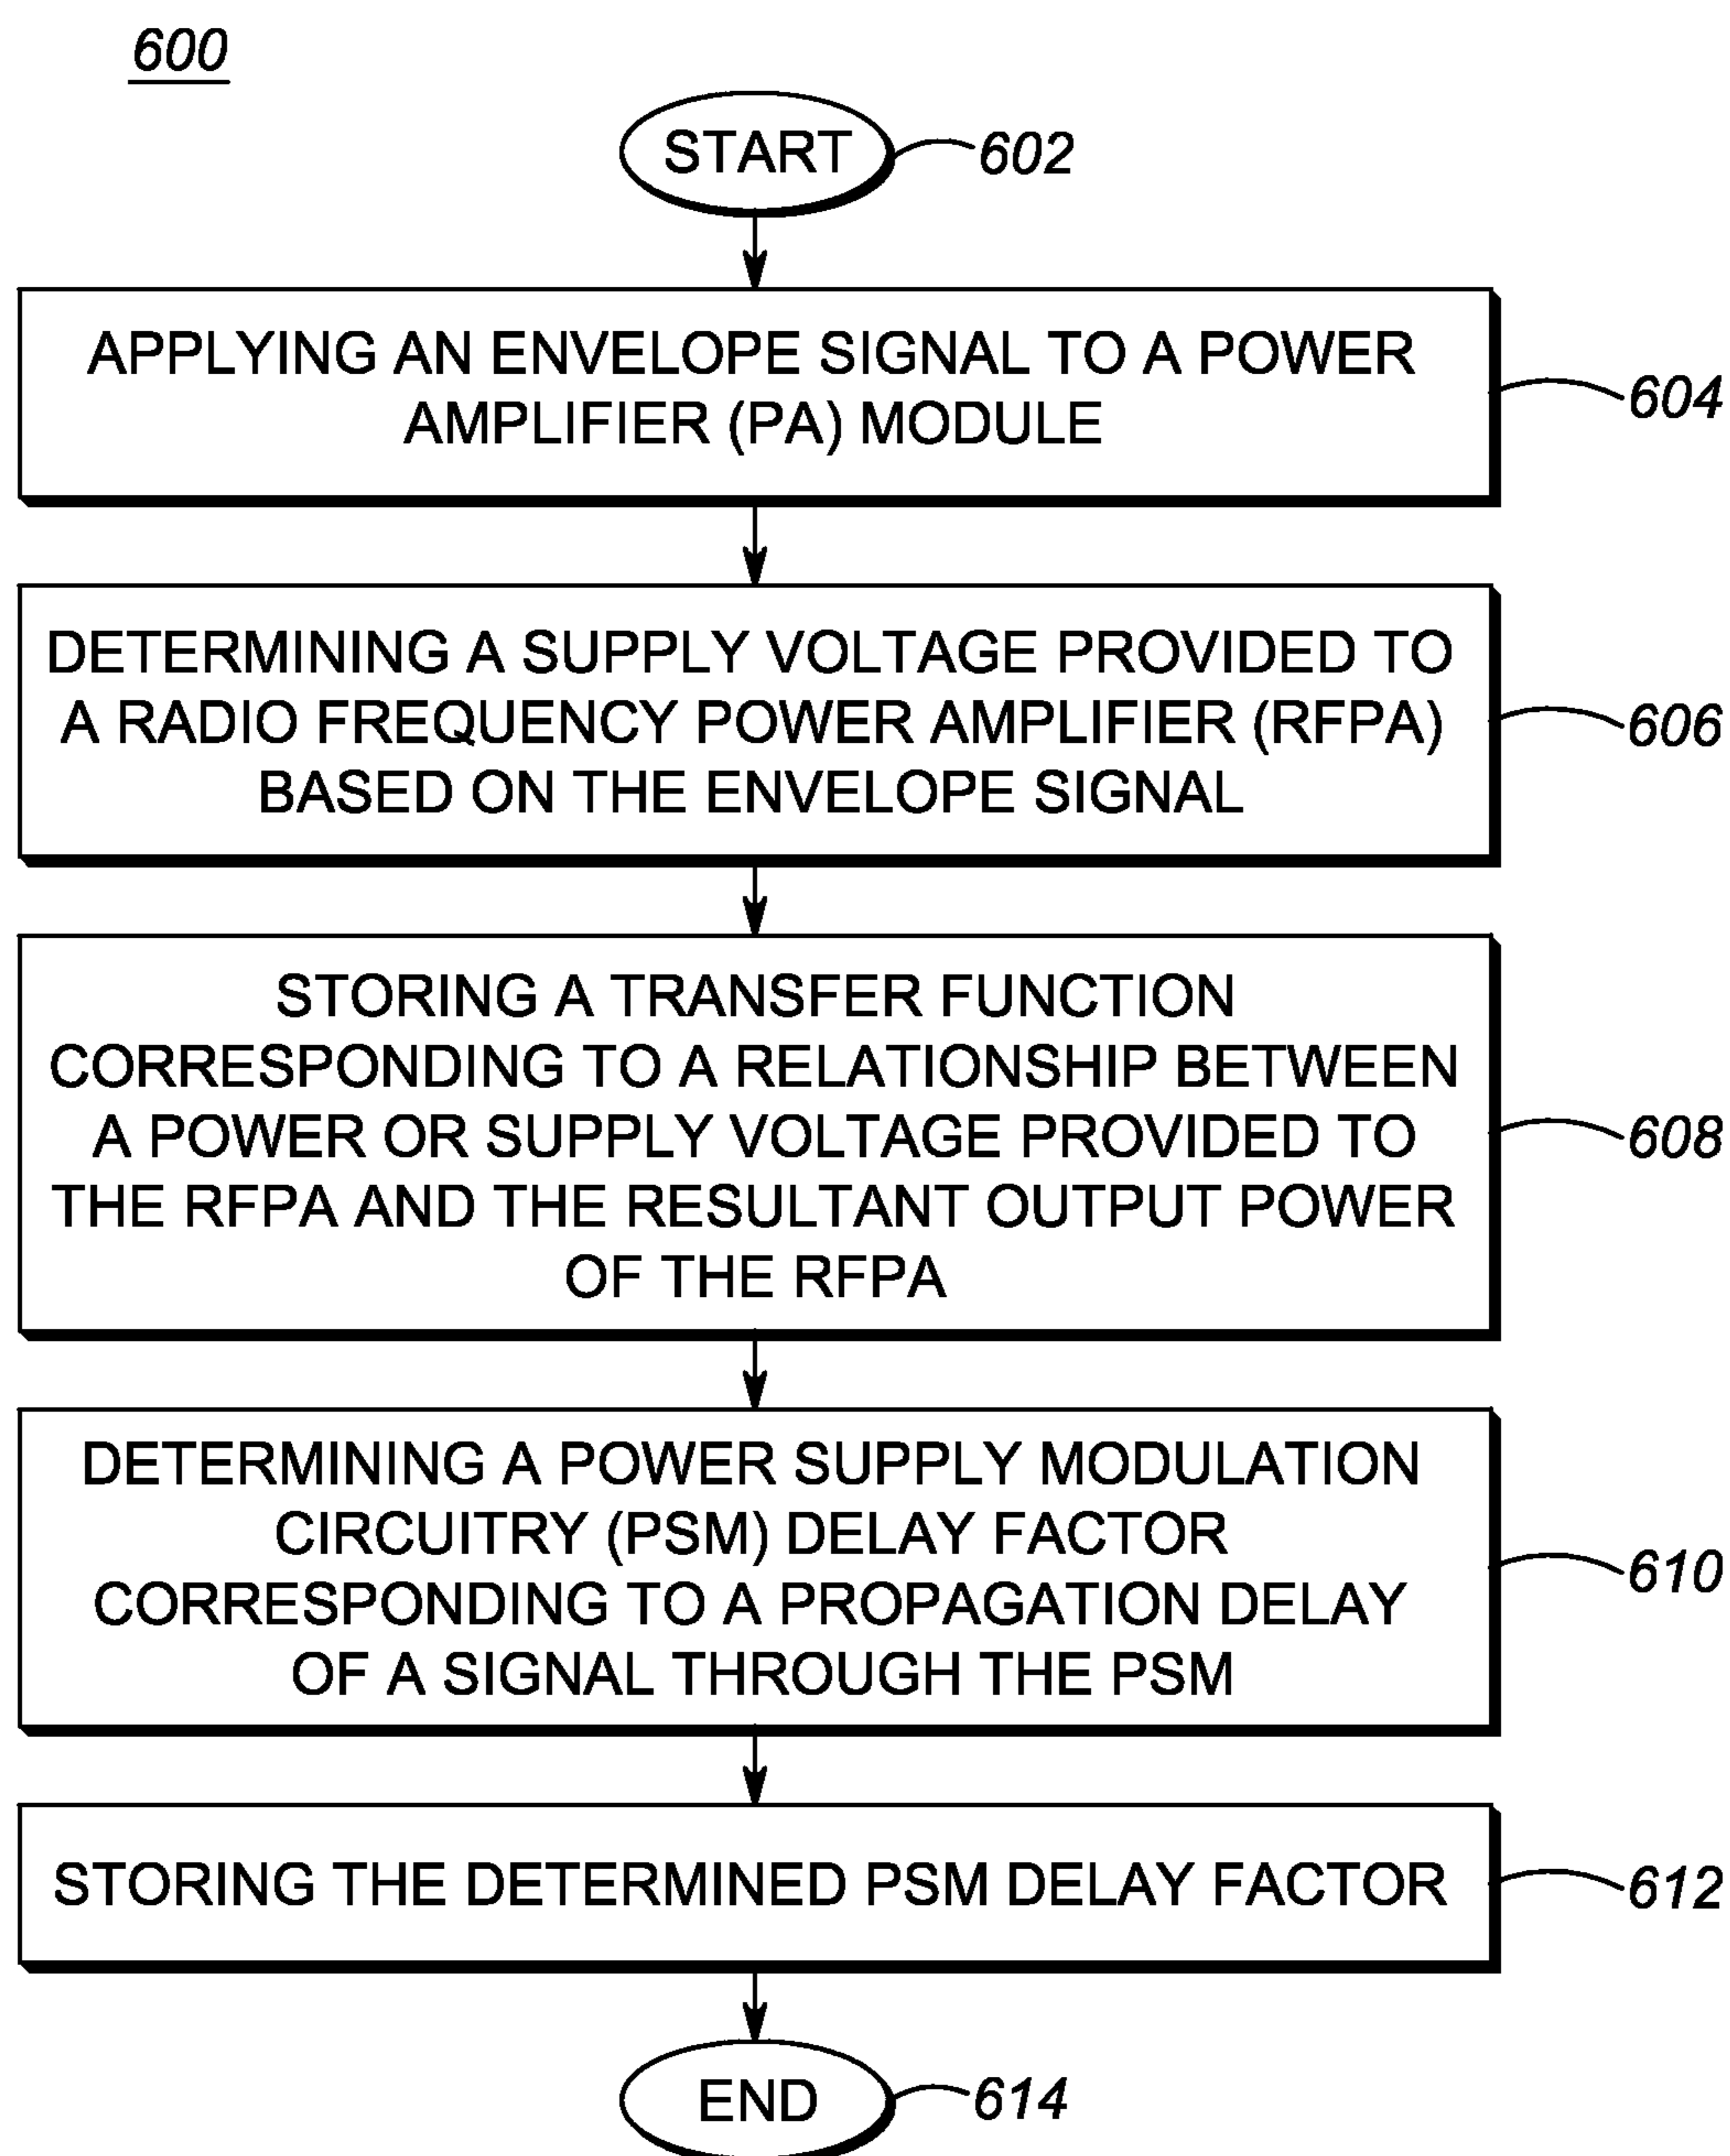 600
START
602
APPLYING AN ENVELOPE SIGNAL TO A POWER
AMPLIFIER (PA) MODULE
604
DETERMINING A SUPPLY VOLTAGE PROVIDED TO
A RADIO FREQUENCY POWER AMPLIFIER (RFPA)
BASED ON THE ENVELOPE SIGNAL
606
STORING A TRANSFER FUNCTION
CORRESPONDING TO A RELATIONSHIP BETWEEN
A POWER OR SUPPLY VOLTAGE PROVIDED TO
THE RFPA AND THE RESULTANT OUTPUT POWER
OF THE RFPA
608
DETERMINING A POWER SUPPLY MODULATION
CIRCUITRY (PSM) DELAY FACTOR
CORRESPONDING TO A PROPAGATION DELAY
OF A SIGNAL THROUGH THE PSM
610
STORING THE DETERMINED PSM DELAY FACTOR
612
END
614